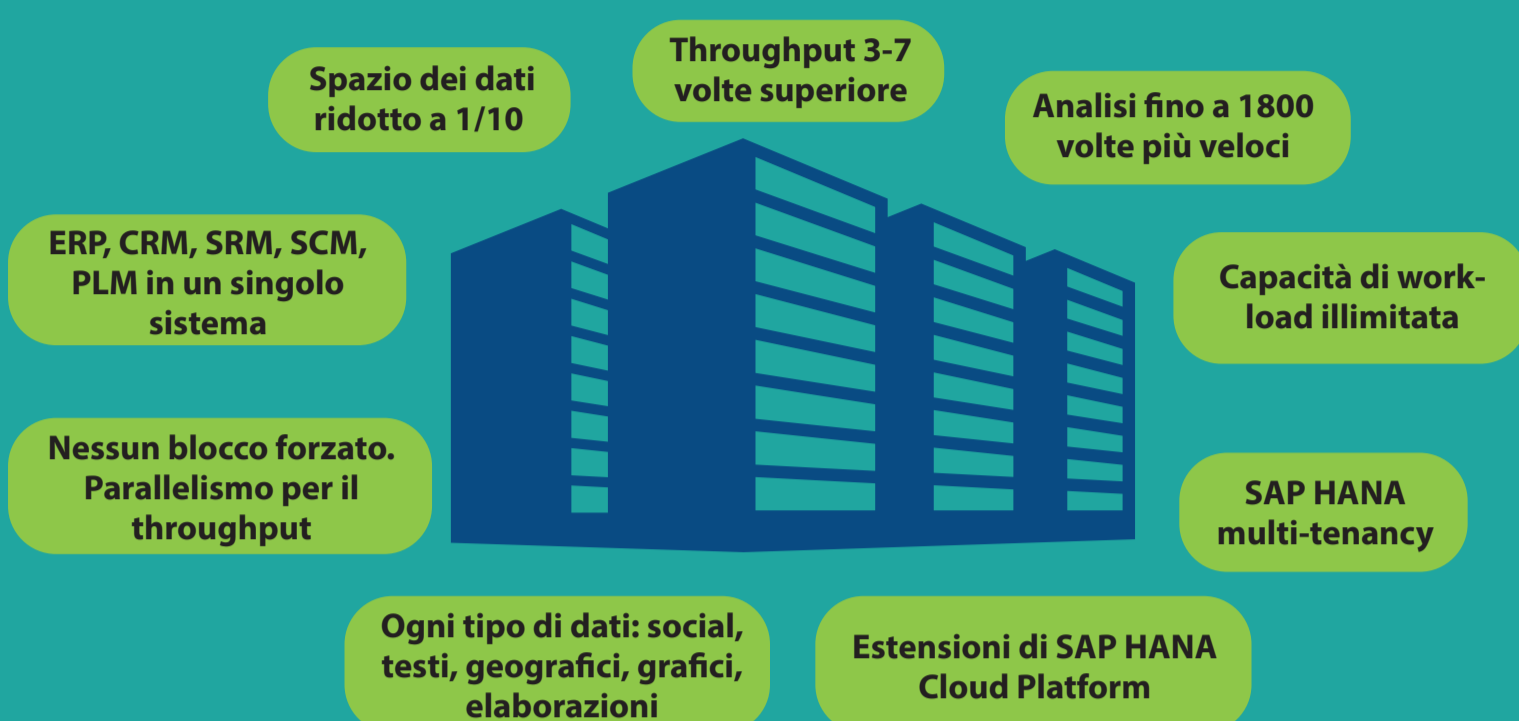 Throughput 3-7
volte superiore
Spazio dei dati
ridotto a 1/10
Analisi fino a 1800
volte più veloci
ERP, CRM, SRM, SCM,
PLM in un singolo
sistema
Capacità di work-
load illimitata
Nessun blocco forzato.
Parallelismo per il
throughput
SAP HANA
multi-tenancy
Ogni tipo di dati: social,
testi, geografici, grafici,
elaborazioni
Estensioni di SAP HANA
Cloud Platform